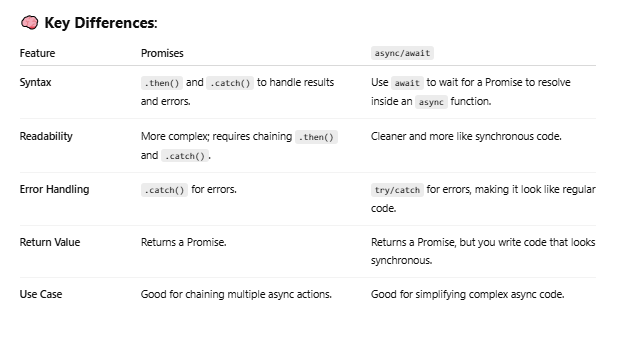 🧠 Key Differences:
Feature Promises async/await
Syntax .then() and .catch() to handle results and errors. Use await to wait for a Promise to resolve inside an async function.
Readability More complex; requires chaining .then() and .catch(). Cleaner and more like synchronous code.
Error Handling .catch() for errors. try/catch for errors, making it look like regular code.
Return Value Returns a Promise. Returns a Promise, but you write code that looks synchronous.
Use Case Good for chaining multiple async actions. Good for simplifying complex async code.